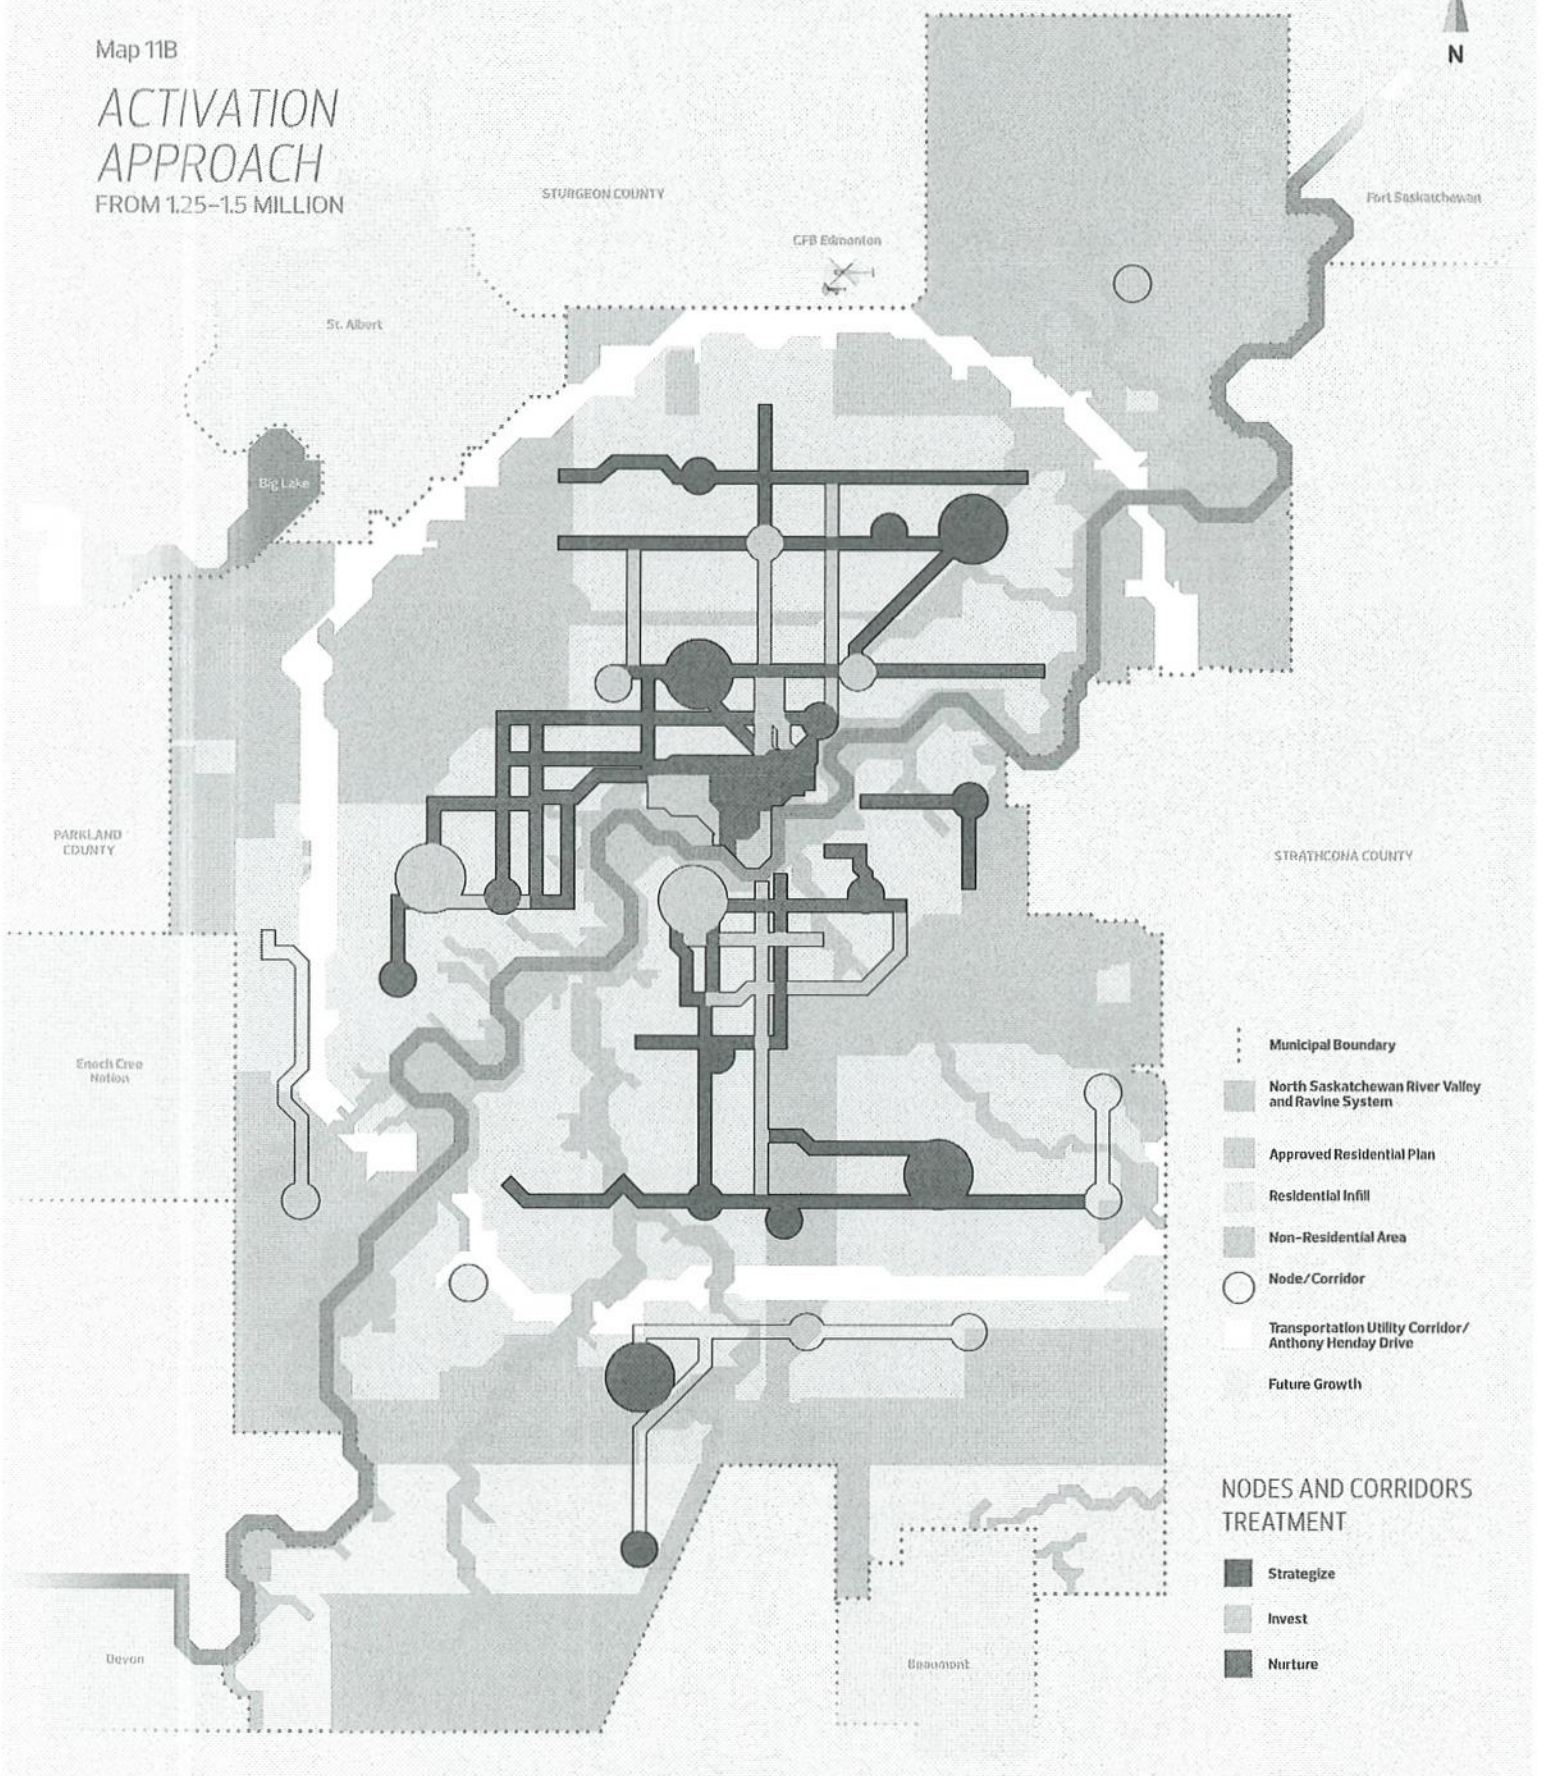 Map 11B
ACTIVATION
APPROACH
FROM 1.25–1.5 MILLION
N
STURGEON COUNTY
Fort Saskatchewan
CFB Edmonton
St. Albert
Big Lake
PARKLAND
COUNTY
STRATHCONA COUNTY
Enoch Cree
Nation
Municipal Boundary
North Saskatchewan River Valley
and Ravine System
Approved Residential Plan
Residential Infill
Non-Residential Area
Node/Corridor
Transportation Utility Corridor/
Anthony Henday Drive
Future Growth
NODES AND CORRIDORS
TREATMENT
Strategize
Invest
Nurture
Devon
Beaumont